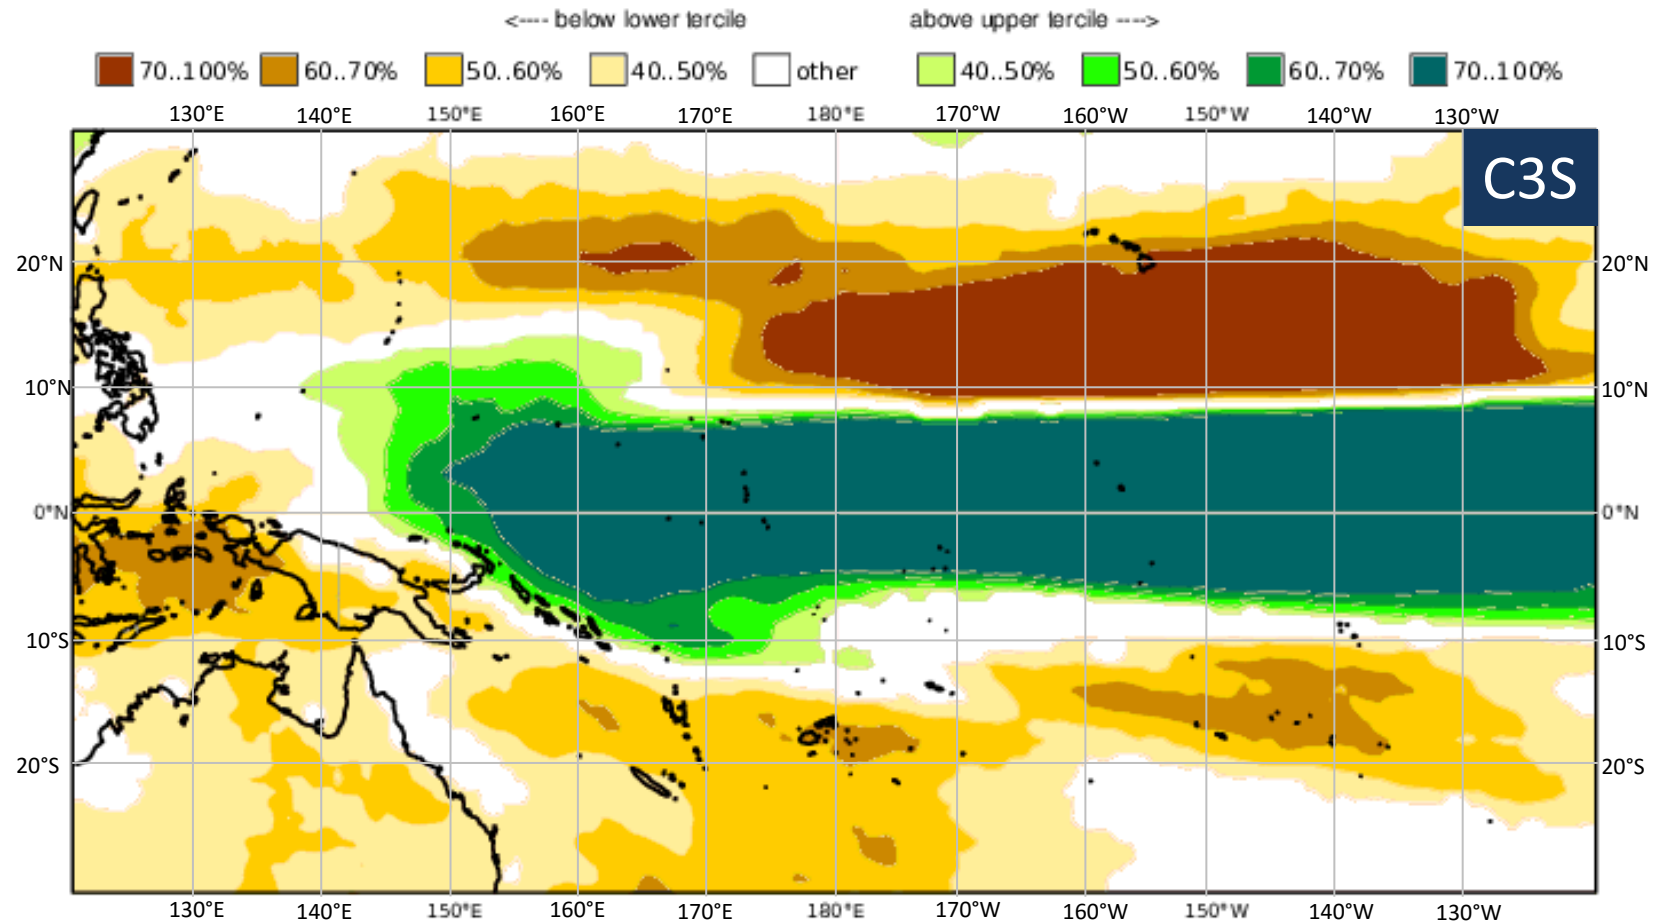 <---- below lower tercile above upper tercile ---->
70..100% 60..70% 50..60% 40..50% other 40..50% 50..60% 60..70% 70..100%
130°E 140°E 150°E 160°E 170°E 180°E 170°W 160°W 150°W 140°W 130°W
C3S
20°N 20°N
10°N 10°N
0°N 0°N
10°S 10°S
20°S 20°S
130°E 140°E 150°E 160°E 170°E 180°E 170°W 160°W 150°W 140°W 130°W